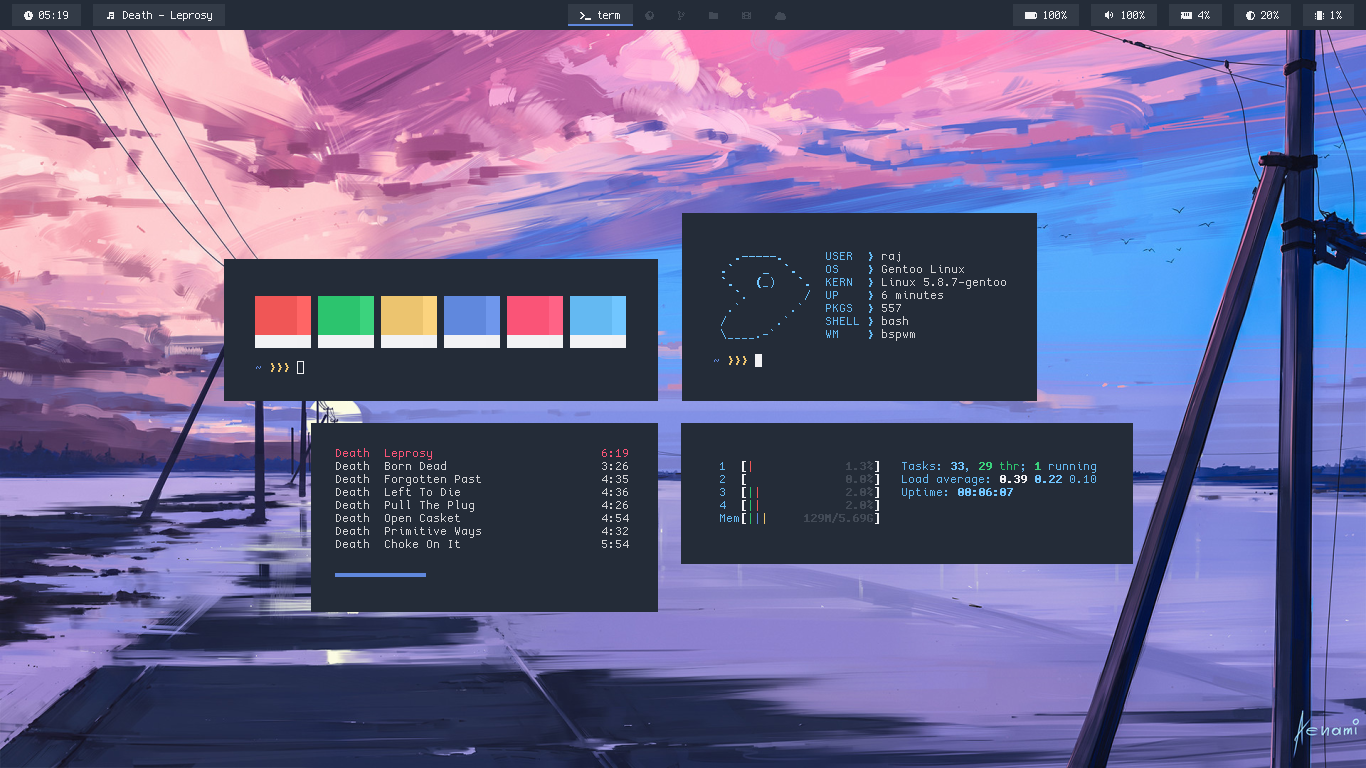 05:19
Death - Leprosy
term
100%
100%
4%
20%
1%
~ ❯❯❯
USER ❯ raj
OS ❯ Gentoo Linux
KERN ❯ Linux 5.8.7-gentoo
UP ❯ 6 minutes
PKGS ❯ 557
SHELL ❯ bash
WM ❯ bspwm
~ ❯❯❯
Death Leprosy 6:19
Death Born Dead 3:26
Death Forgotten Past 4:35
Death Left To Die 4:36
Death Pull The Plug 4:26
Death Open Casket 4:54
Death Primitive Ways 4:32
Death Choke On It 5:54
1 [| 1.3%]
2 [ 0.0%]
3 [|| 2.0%]
4 [|| 2.0%]
Mem[||| 129M/5.69G]
Tasks: 33, 29 thr; 1 running
Load average: 0.39 0.22 0.10
Uptime: 00:06:07
Aenami